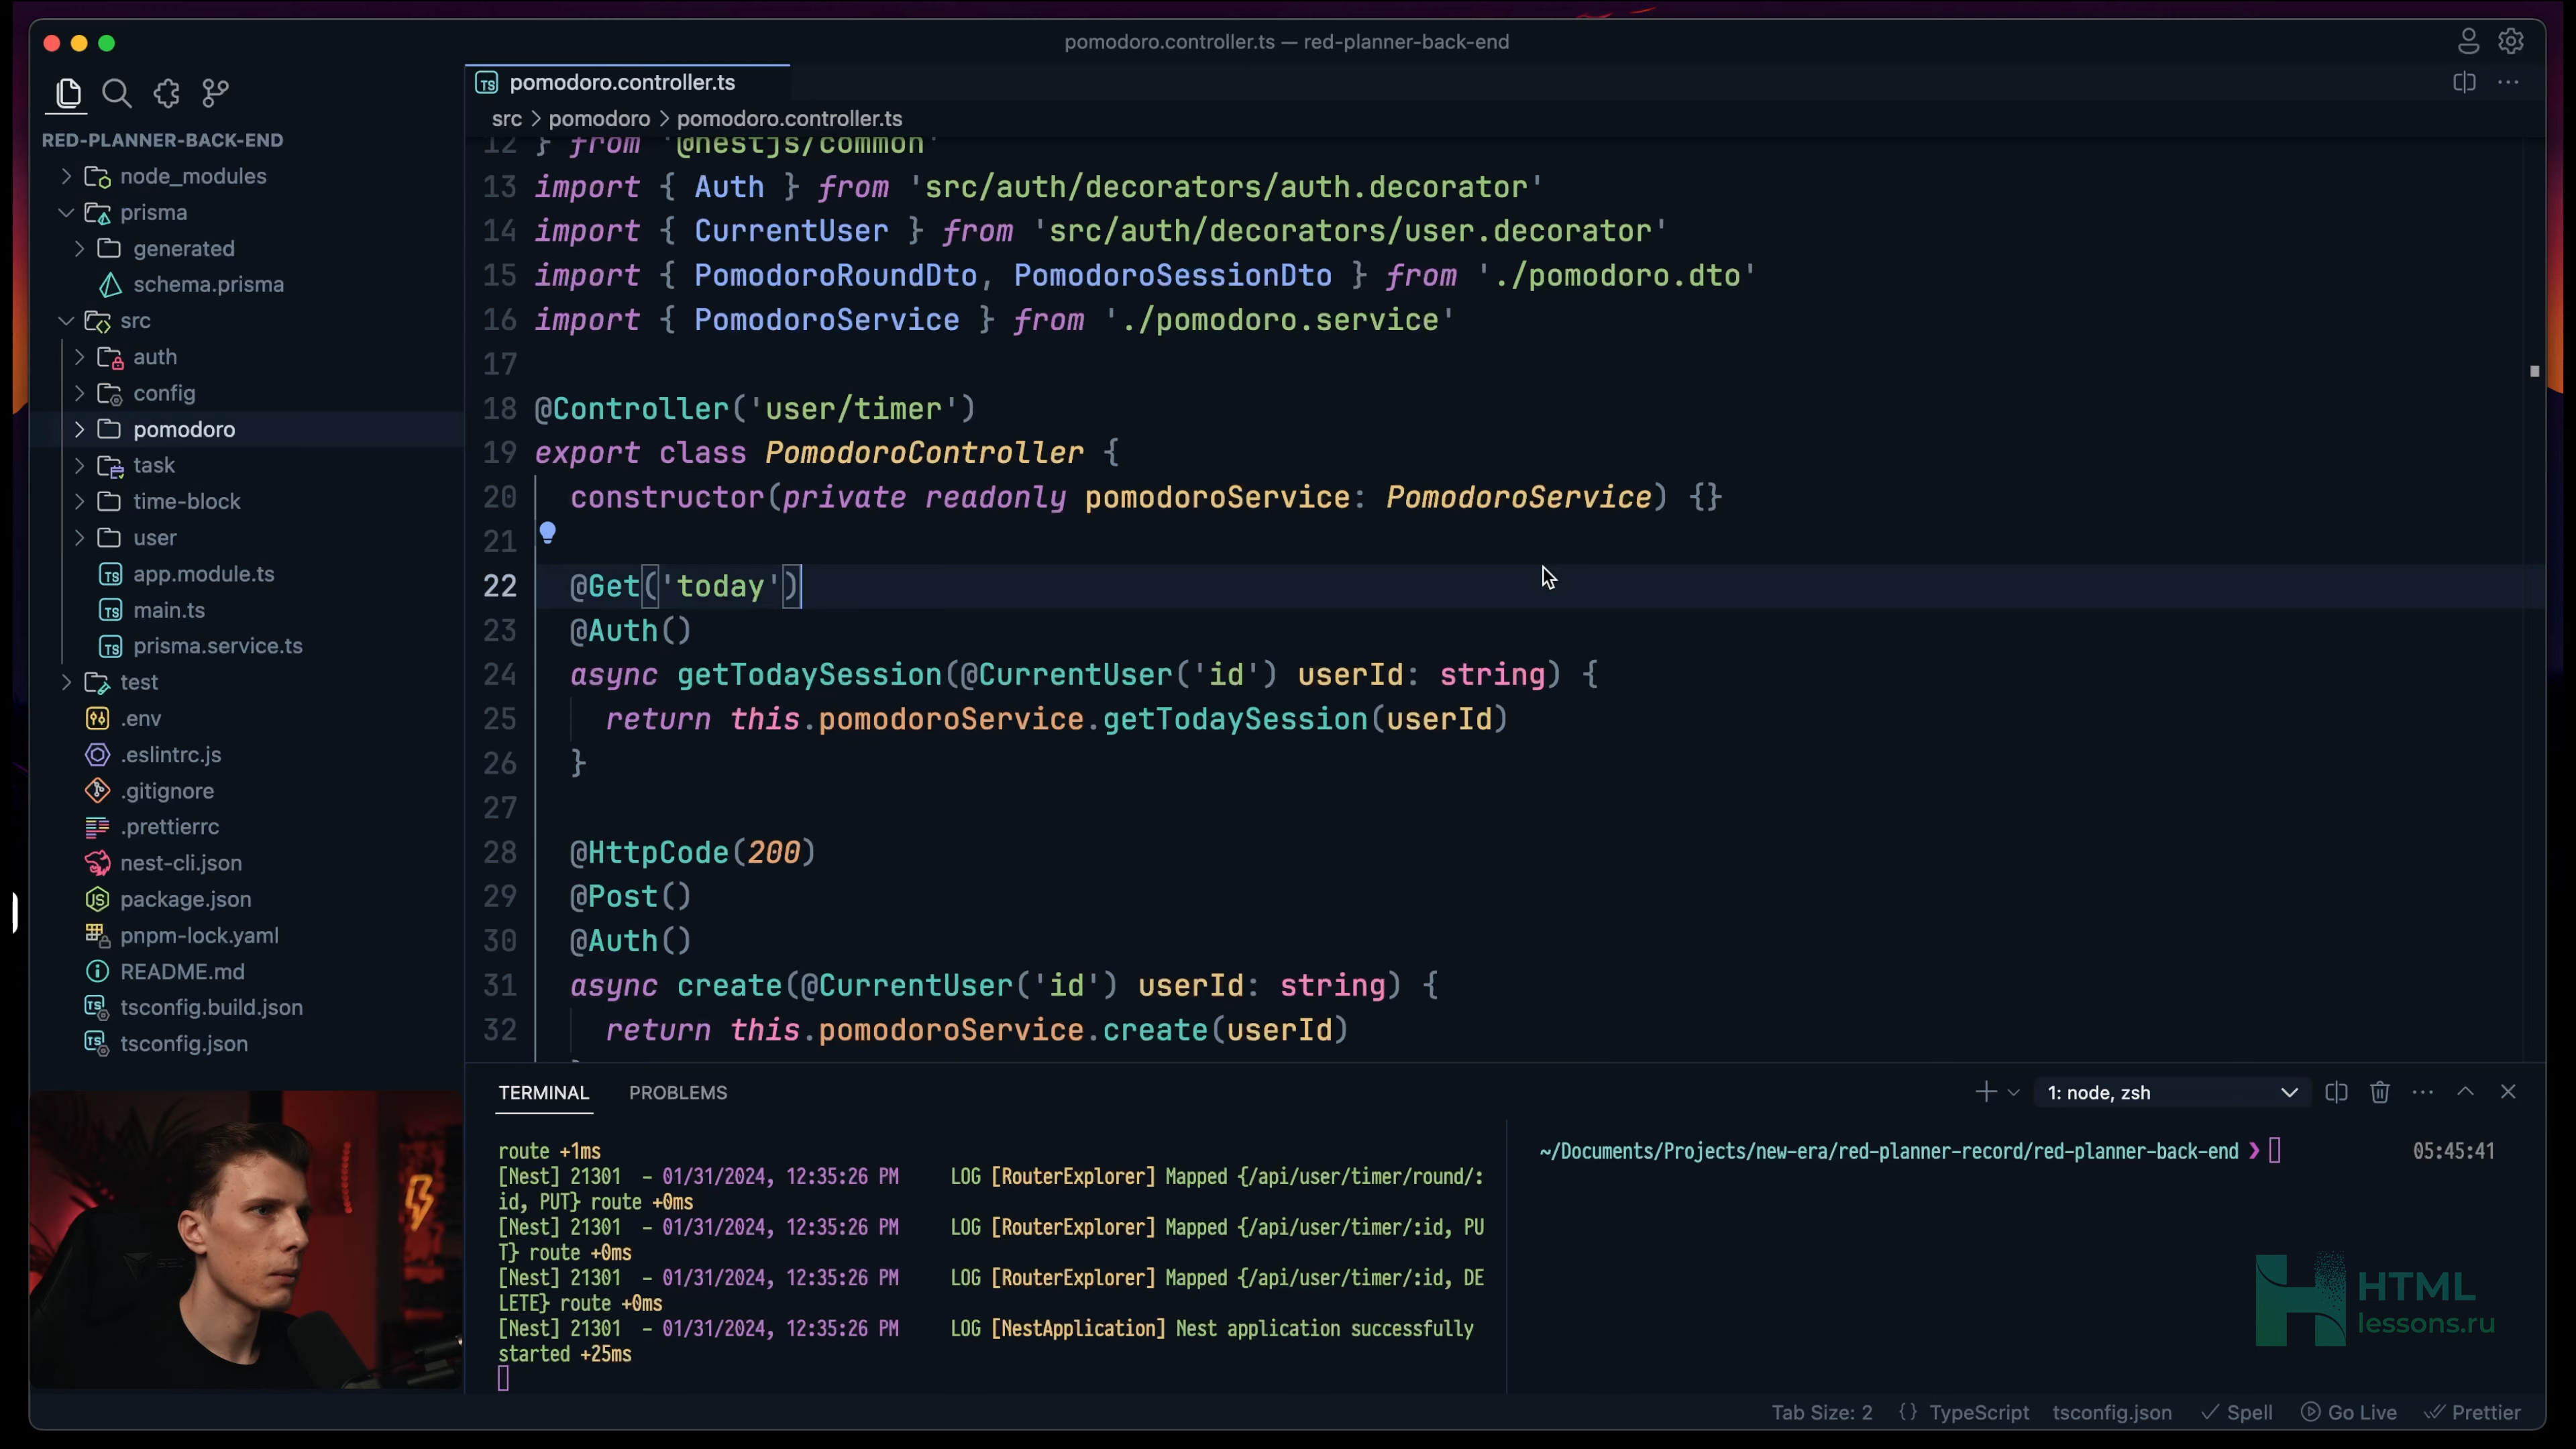 pomodoro.controller.ts — red-planner-back-end
RED-PLANNER-BACK-END
node_modules
prisma
generated
schema.prisma
src
auth
config
pomodoro
task
time-block
user
app.module.ts
main.ts
prisma.service.ts
test
.env
.eslintrc.js
.gitignore
.prettierrc
nest-cli.json
package.json
pnpm-lock.yaml
README.md
tsconfig.build.json
tsconfig.json
pomodoro.controller.ts
src > pomodoro > pomodoro.controller.ts
12 } from '@nestjs/common'
13 import { Auth } from 'src/auth/decorators/auth.decorator'
14 import { CurrentUser } from 'src/auth/decorators/user.decorator'
15 import { PomodoroRoundDto, PomodoroSessionDto } from './pomodoro.dto'
16 import { PomodoroService } from './pomodoro.service'
17
18 @Controller('user/timer')
19 export class PomodoroController {
20 constructor(private readonly pomodoroService: PomodoroService) {}
21
22 @Get('today')
23 @Auth()
24 async getTodaySession(@CurrentUser('id') userId: string) {
25 return this.pomodoroService.getTodaySession(userId)
26 }
27
28 @HttpCode(200)
29 @Post()
30 @Auth()
31 async create(@CurrentUser('id') userId: string) {
32 return this.pomodoroService.create(userId)
TERMINAL PROBLEMS
1: node, zsh
route +1ms
[Nest] 21301 - 01/31/2024, 12:35:26 PM LOG [RouterExplorer] Mapped {/api/user/timer/round/:
id, PUT} route +0ms
[Nest] 21301 - 01/31/2024, 12:35:26 PM LOG [RouterExplorer] Mapped {/api/user/timer/:id, PU
T} route +0ms
[Nest] 21301 - 01/31/2024, 12:35:26 PM LOG [RouterExplorer] Mapped {/api/user/timer/:id, DE
LETE} route +0ms
[Nest] 21301 - 01/31/2024, 12:35:26 PM LOG [NestApplication] Nest application successfully
started +25ms
~/Documents/Projects/new-era/red-planner-record/red-planner-back-end ❯ 05:45:41
HTML
lessons.ru
Tab Size: 2 {} TypeScript tsconfig.json Spell Go Live Prettier